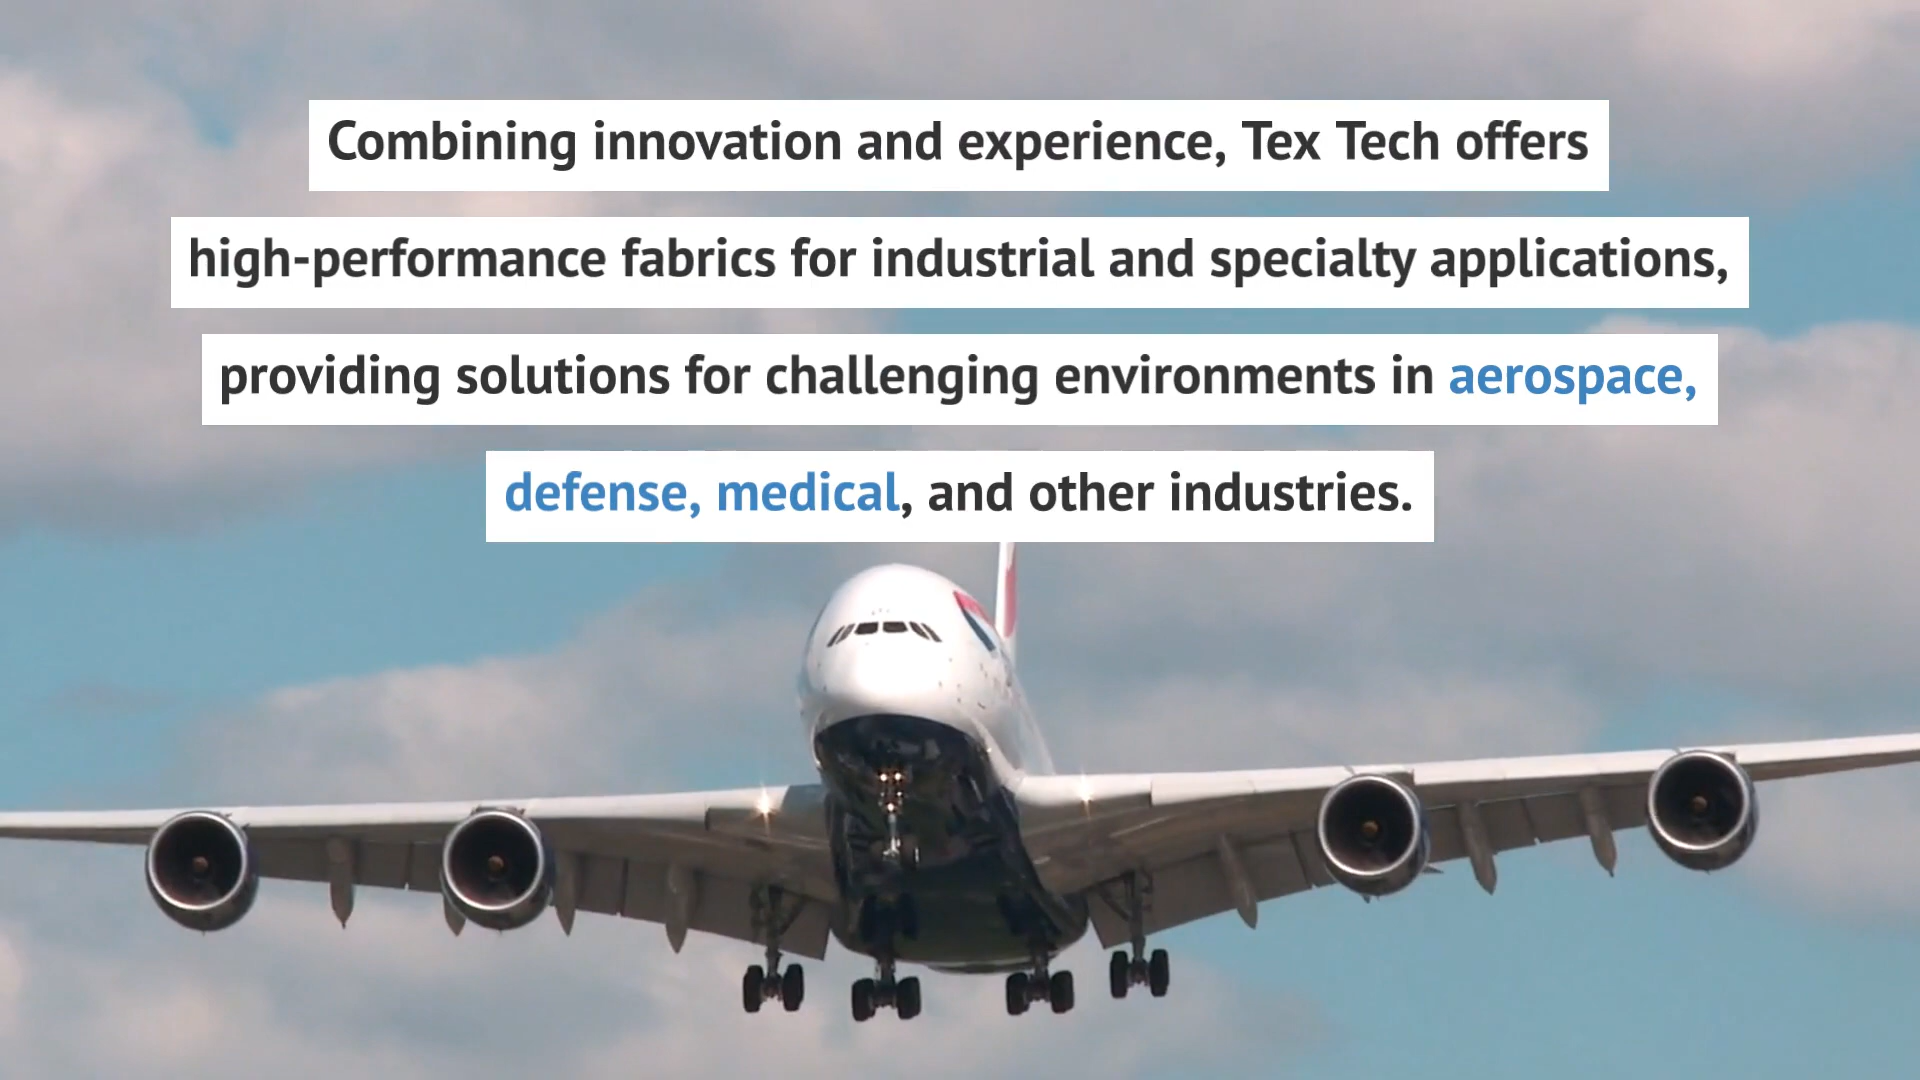 Combining innovation and experience, Tex Tech offers
high-performance fabrics for industrial and specialty applications,
providing solutions for challenging environments in aerospace,
defense, medical, and other industries.